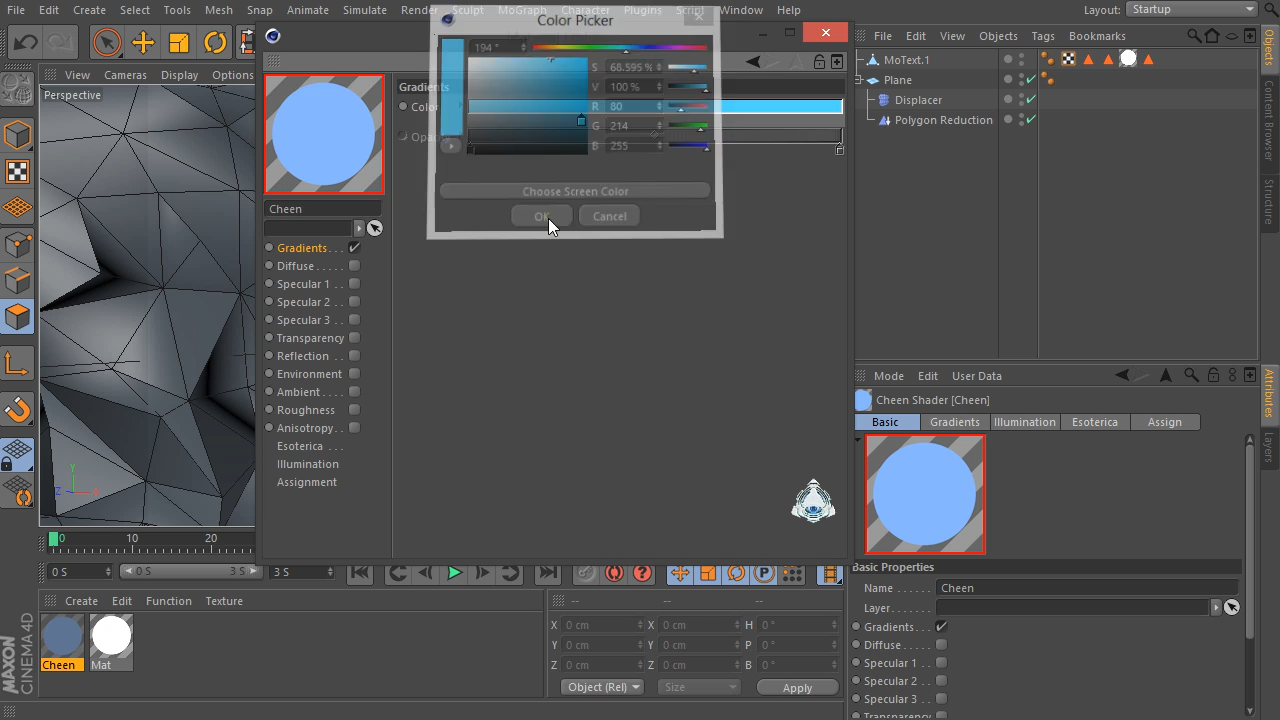 File Edit Create Select Tools Mesh Snap Animate Simulate Render Sculpt MoGraph Character Plugins Script Window Help
Layout: Startup
Color Picker
View Cameras Display Options
Perspective
194 °
S 68.595 %
V 100 %
R 80
G 214
B 255
Choose Screen Color
OK Cancel
Gradients
Color
Cheen
Gradients...
Diffuse.....
Specular 1 ..
Specular 2 ..
Specular 3 ..
Transparency
Reflection ..
Environment
Ambient ..
Roughness
Anisotropy..
Esoterica ..
Illumination
Assignment
File Edit View Objects Tags Bookmarks
MoText.1
Plane
Displacer
Polygon Reduction
Objects
Content Browser
Structure
Mode Edit User Data
Cheen Shader [Cheen]
Basic Gradients Illumination Esoterica Assign
Attributes
Layers
Basic Properties
Name ...... Cheen
Layer.......
Gradients..
Diffuse.....
Specular 1 .
Specular 2 .
Specular 3 .
Transparency
Y
Z X
0 10 20
0 S 0 S 3 S 3 S
Create Edit Function Texture
Cheen Mat
-- -- --
X 0 cm X 0 cm H 0 °
Y 0 cm Y 0 cm P 0 °
Z 0 cm Z 0 cm B 0 °
Object (Rel) Size Apply
MAXON
CINEMA 4D